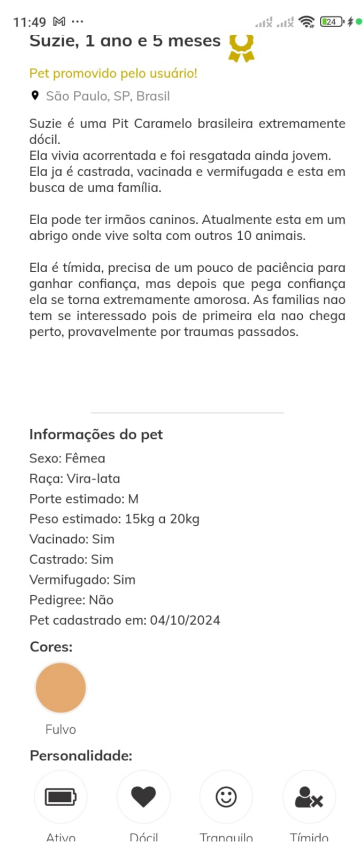 11:49
24
Suzie, 1 ano e 5 meses
Pet promovido pelo usuário!
São Paulo, SP, Brasil
Suzie é uma Pit Caramelo brasileira extremamente
dócil.
Ela vivia acorrentada e foi resgatada ainda jovem.
Ela ja é castrada, vacinada e vermifugada e esta em
busca de uma família.
Ela pode ter irmãos caninos. Atualmente esta em um
abrigo onde vive solta com outros 10 animais.
Ela é tímida, precisa de um pouco de paciência para
ganhar confiança, mas depois que pega confiança
ela se torna extremamente amorosa. As familias nao
tem se interessado pois de primeira ela nao chega
perto, provavelmente por traumas passados.
Informações do pet
Sexo: Fêmea
Raça: Vira-lata
Porte estimado: M
Peso estimado: 15kg a 20kg
Vacinado: Sim
Castrado: Sim
Vermifugado: Sim
Pedigree: Não
Pet cadastrado em: 04/10/2024
Cores:
Fulvo
Personalidade:
Ativo Dócil Tranquilo Tímido